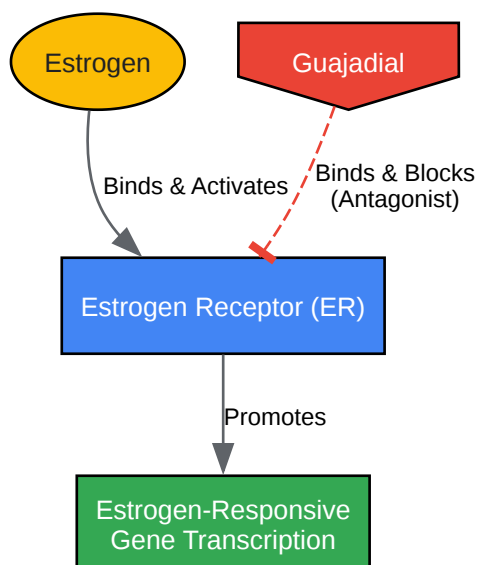 Estrogen
Guajadial
Binds & Activates
Binds & Blocks
(Antagonist)
Estrogen Receptor (ER)
Promotes
Estrogen-Responsive
Gene Transcription